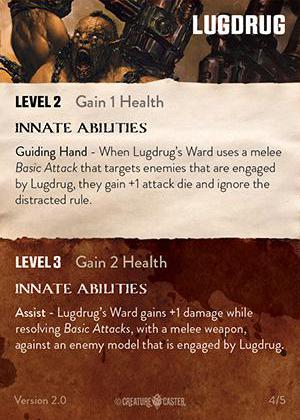 LUGDRUG
LEVEL 2 Gain 1 Health
INNATE ABILITIES
Guiding Hand - When Lugdrug's Ward uses a melee
Basic Attack that targets enemies that are engaged
by Lugdrug, they gain +1 attack die and ignore the
distracted rule.
LEVEL 3 Gain 2 Health
INNATE ABILITIES
Assist - Lugdrug's Ward gains +1 damage while
resolving Basic Attacks, with a melee weapon,
against an enemy model that is engaged by Lugdrug.
Version 2.0 © CREATURE CASTER 4/5